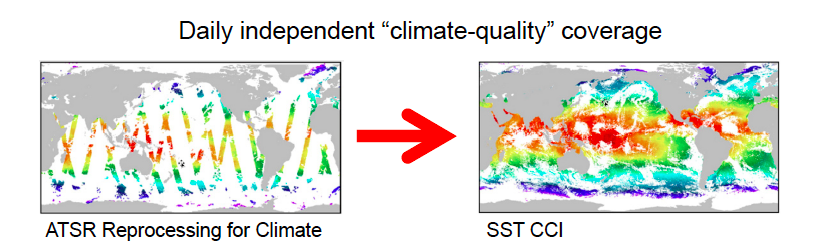 Daily independent “climate-quality” coverage
ATSR Reprocessing for Climate
SST CCI